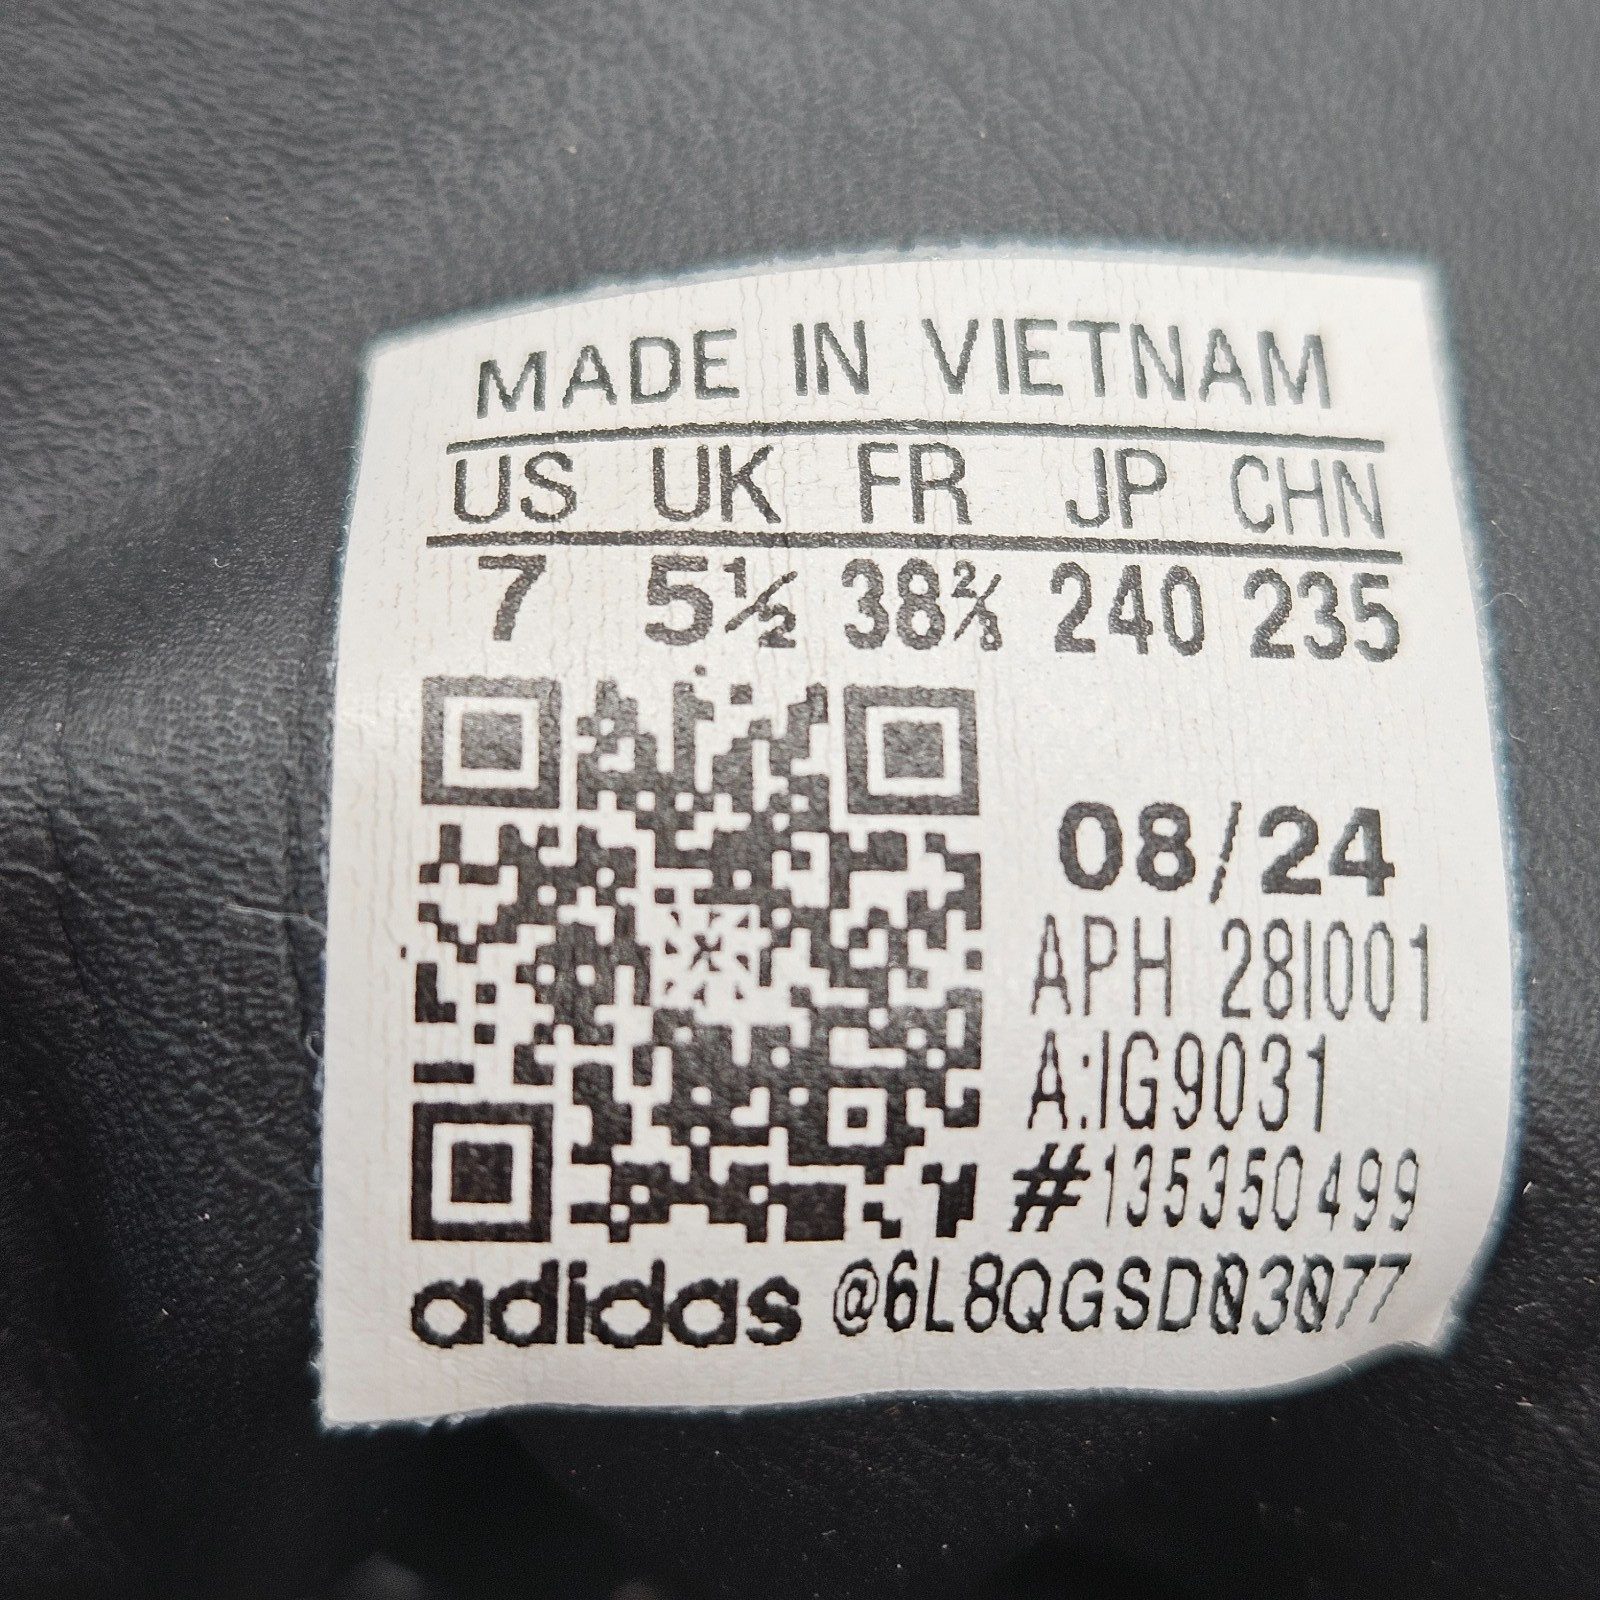 MADE IN VIETNAM
US UK FR JP CHN
7 5½ 38⅔ 240 235
08/24
APH 28I001
A:IG9031
#135350499
adidas @6L8QGSD03077